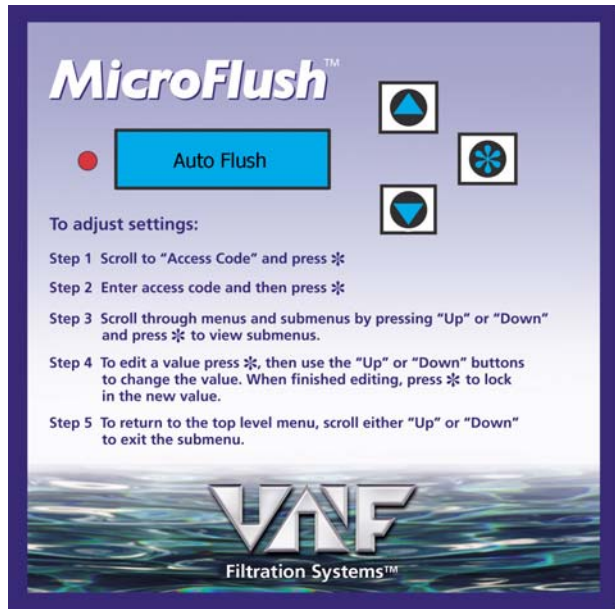 MicroFlush™
Auto Flush
To adjust settings:
Step 1 Scroll to “Access Code” and press ✽
Step 2 Enter access code and then press ✽
Step 3 Scroll through menus and submenus by pressing “Up” or “Down”
and press ✽ to view submenus.
Step 4 To edit a value press ✽, then use the “Up” or “Down” buttons
to change the value. When finished editing, press ✽ to lock
in the new value.
Step 5 To return to the top level menu, scroll either “Up” or “Down”
to exit the submenu.
VAF
Filtration Systems™